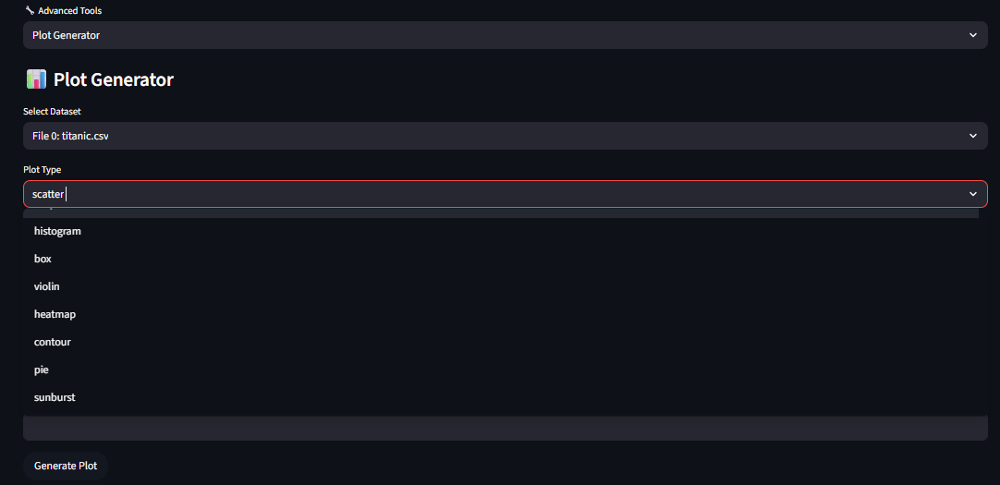 Advanced Tools
Plot Generator
Plot Generator
Select Dataset
File 0: titanic.csv
Plot Type
scatter
histogram
box
violin
heatmap
contour
pie
sunburst
Generate Plot